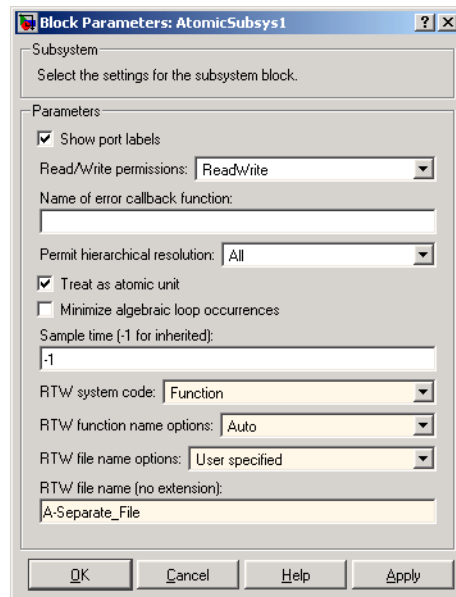 Block Parameters: AtomicSubsys1
Subsystem
Select the settings for the subsystem block.
Parameters
Show port labels
Read/Write permissions: ReadWrite
Name of error callback function:
Permit hierarchical resolution: All
Treat as atomic unit
Minimize algebraic loop occurrences
Sample time (-1 for inherited):
-1
RTW system code: Function
RTW function name options: Auto
RTW file name options: User specified
RTW file name (no extension):
A-Separate_File
OK Cancel Help Apply